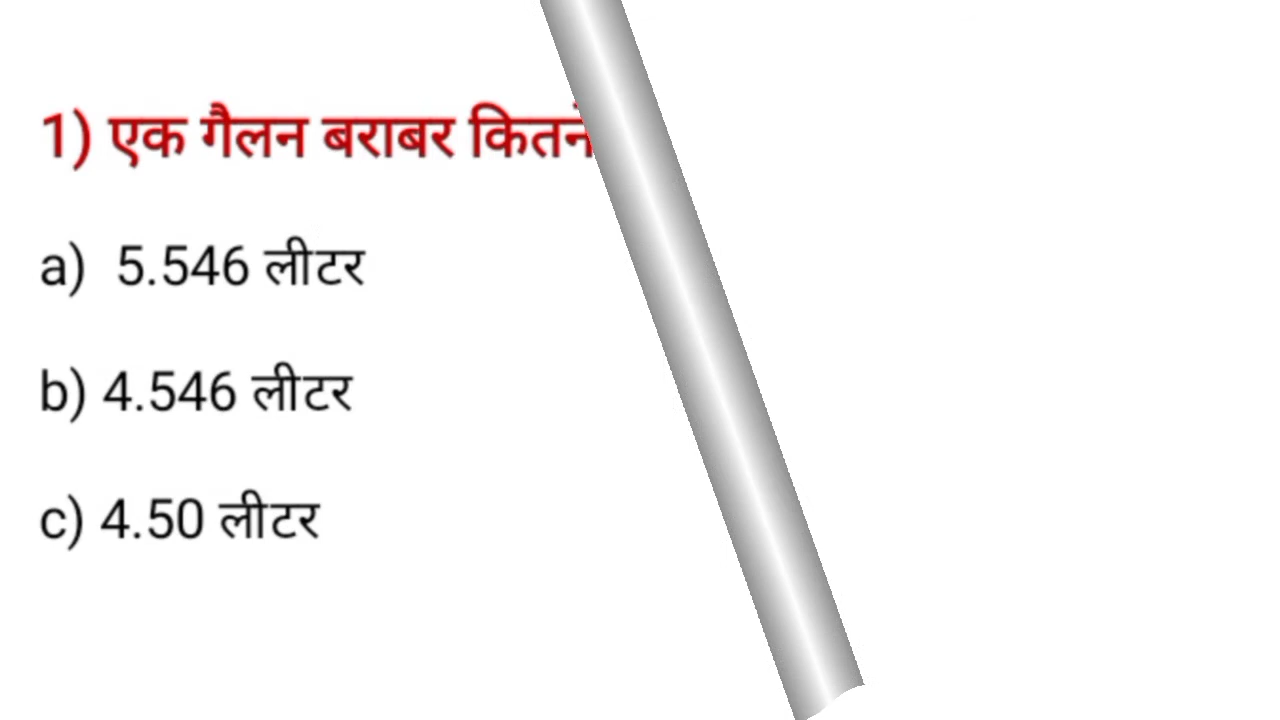 1) एक गैलन बराबर कितने
a) 5.546 लीटर
b) 4.546 लीटर
c) 4.50 लीटर